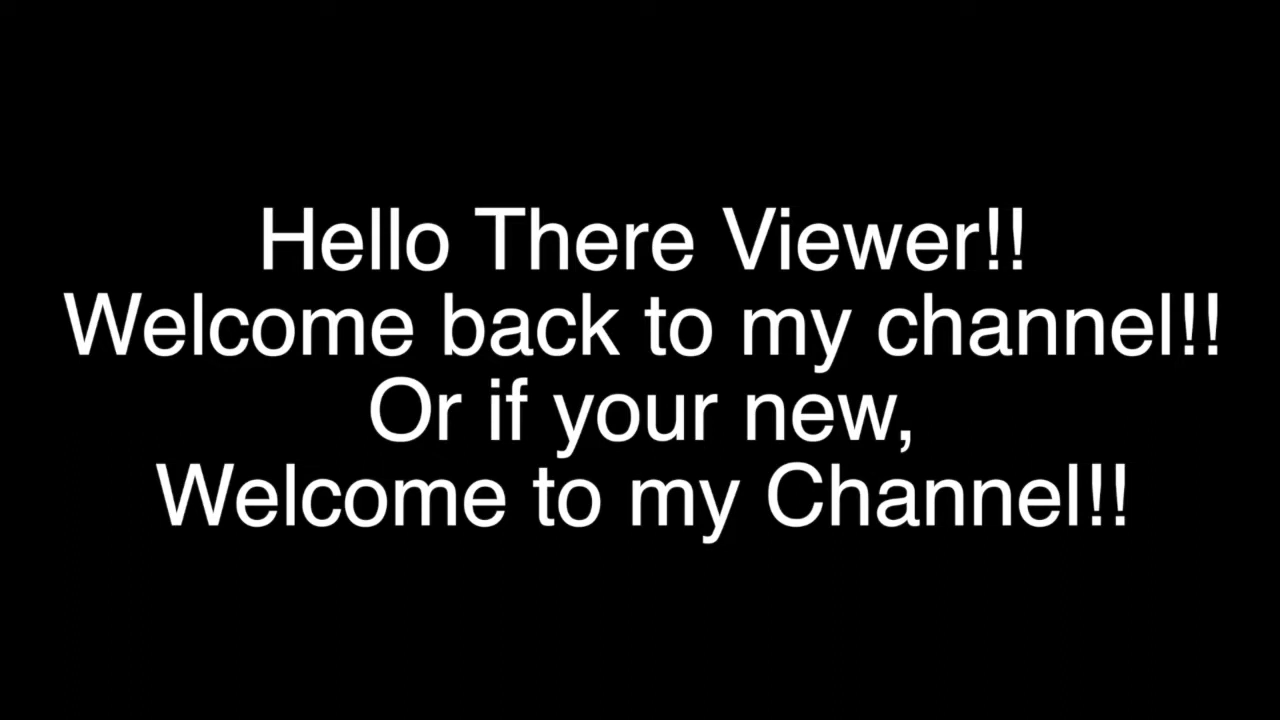 Hello There Viewer!!
Welcome back to my channel!!
Or if your new,
Welcome to my Channel!!